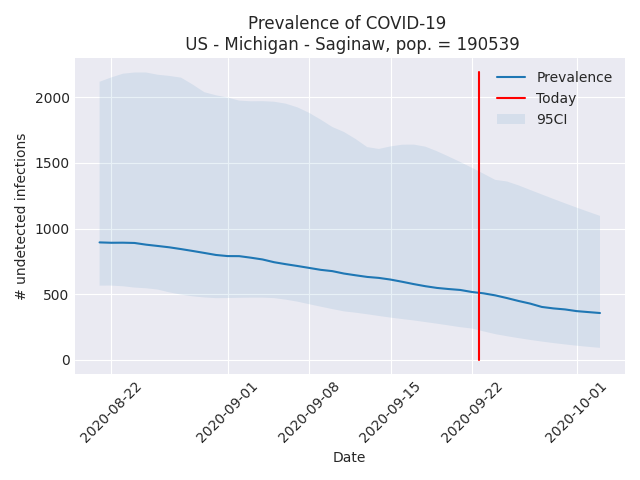 Prevalence of COVID-19
US - Michigan - Saginaw, pop. = 190539
# undetected infections
2000
1500
1000
500
0
Prevalence
Today
95CI
2020-08-22
2020-09-01
2020-09-08
2020-09-15
2020-09-22
2020-10-01
Date